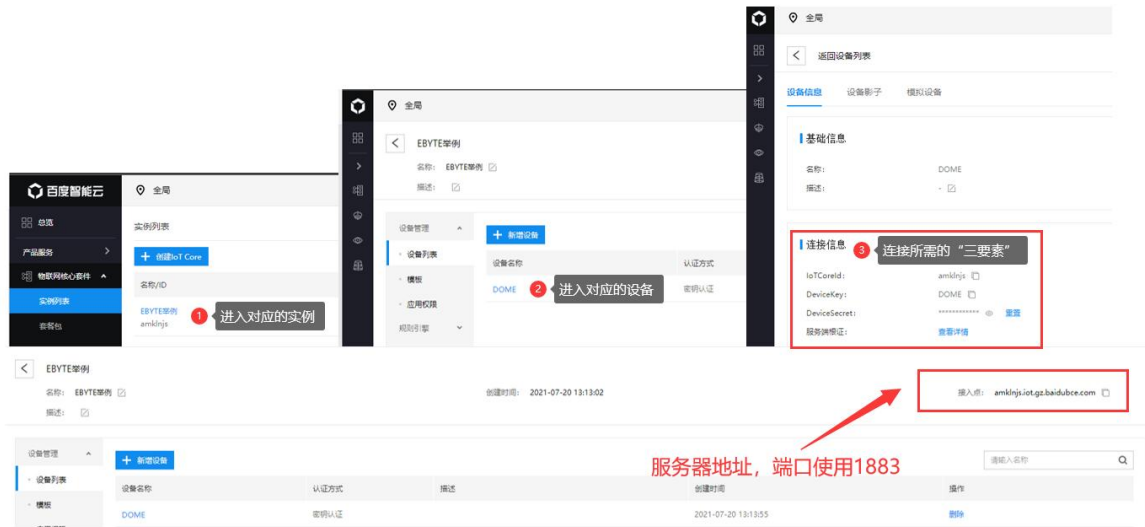 百度智能云
全局
总览
产品服务
物联网核心套件
实例列表
套餐包
实例列表
+ 创建IoT Core
名称/ID
EBYTE举例
amklnjs
1 进入对应的实例
全局
EBYTE举例
名称: EBYTE举例
描述:
设备管理
设备列表
模板
应用权限
规则引擎
+ 新增设备
设备名称 认证方式
DOME 密钥认证
2 进入对应的设备
全局
返回设备列表
设备信息 设备影子 模拟设备
基础信息
名称: DOME
描述: -
连接信息
3 连接所需的“三要素”
IoTCoreId: amklnjs
DeviceKey: DOME
DeviceSecret: ************ 重置
服务端根证: 查看详情
EBYTE举例
名称: EBYTE举例 创建时间: 2021-07-20 13:13:02 接入点: amklnjs.iot.gz.baidubce.com
描述:
服务器地址，端口使用1883
设备管理
设备列表
模板
+ 新增设备
请输入名称
设备名称 认证方式 描述 创建时间 操作
DOME 密钥认证 2021-07-20 13:13:55 删除